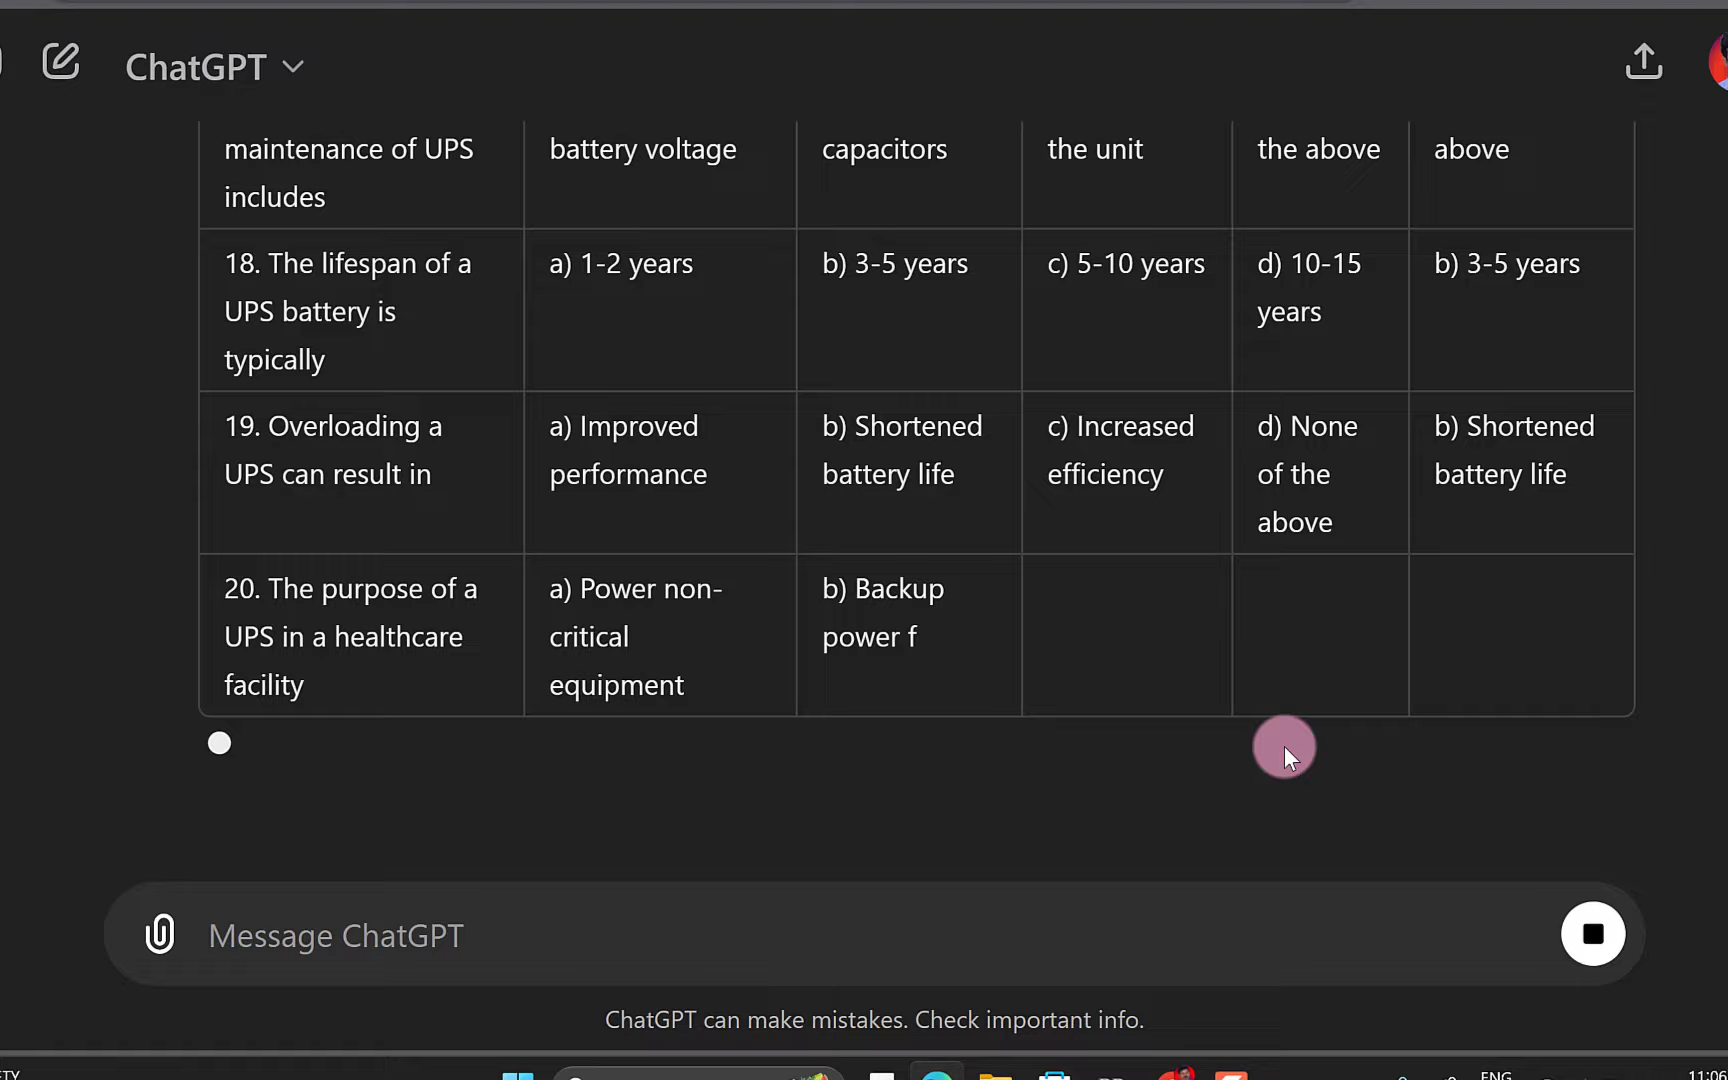 ChatGPT
maintenance of UPS includes
battery voltage
capacitors
the unit
the above
above
18. The lifespan of a UPS battery is typically
a) 1-2 years
b) 3-5 years
c) 5-10 years
d) 10-15 years
b) 3-5 years
19. Overloading a UPS can result in
a) Improved performance
b) Shortened battery life
c) Increased efficiency
d) None of the above
b) Shortened battery life
20. The purpose of a UPS in a healthcare facility
a) Power non-critical equipment
b) Backup power f
Message ChatGPT
ChatGPT can make mistakes. Check important info.
ENG
11:06